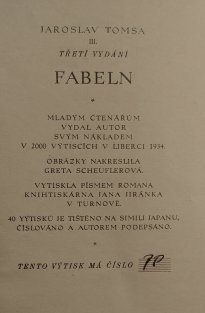 JAROSLAV TOMSA
III.
TŘETÍ VYDÁNÍ
FABELN
*
MLADÝM ČTENÁŘŮM
VYDAL AUTOR
SVÝM NÁKLADEM
V 2000 VÝTISCÍCH V LIBERCI 1934.
OBRÁZKY NAKRESLILA
GRETA SCHEUFLEROVÁ.
VYTISKLA PÍSMEM ROMANA
KNIHTISKÁRNA JANA JIRÁNKA
V TURNOVĚ.
40 VÝTISKŮ JE TIŠTĚNO NA SIMILI JAPANU,
ČÍSLOVÁNO A AUTOREM PODEPSÁNO.
*
TENTO VÝTISK MÁ ČÍSLO